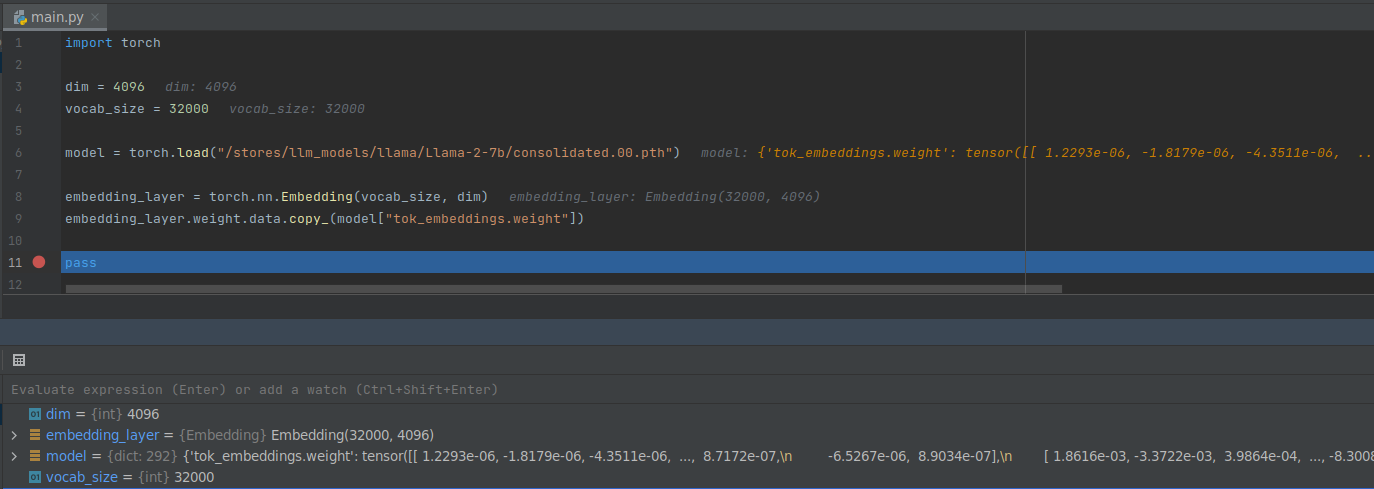 main.py
1 import torch
2
3 dim = 4096 dim: 4096
4 vocab_size = 32000 vocab_size: 32000
5
6 model = torch.load("/stores/llm_models/llama/Llama-2-7b/consolidated.00.pth") model: {'tok_embeddings.weight': tensor([[ 1.2293e-06, -1.8179e-06, -4.3511e-06, ..
7
8 embedding_layer = torch.nn.Embedding(vocab_size, dim) embedding_layer: Embedding(32000, 4096)
9 embedding_layer.weight.data.copy_(model["tok_embeddings.weight"])
10
11 pass
12
Evaluate expression (Enter) or add a watch (Ctrl+Shift+Enter)
01 dim = {int} 4096
embedding_layer = {Embedding} Embedding(32000, 4096)
model = {dict: 292} {'tok_embeddings.weight': tensor([[ 1.2293e-06, -1.8179e-06, -4.3511e-06, ..., 8.7172e-07,\n -6.5267e-06, 8.9034e-07],\n [ 1.8616e-03, -3.3722e-03, 3.9864e-04, ..., -8.3008
01 vocab_size = {int} 32000